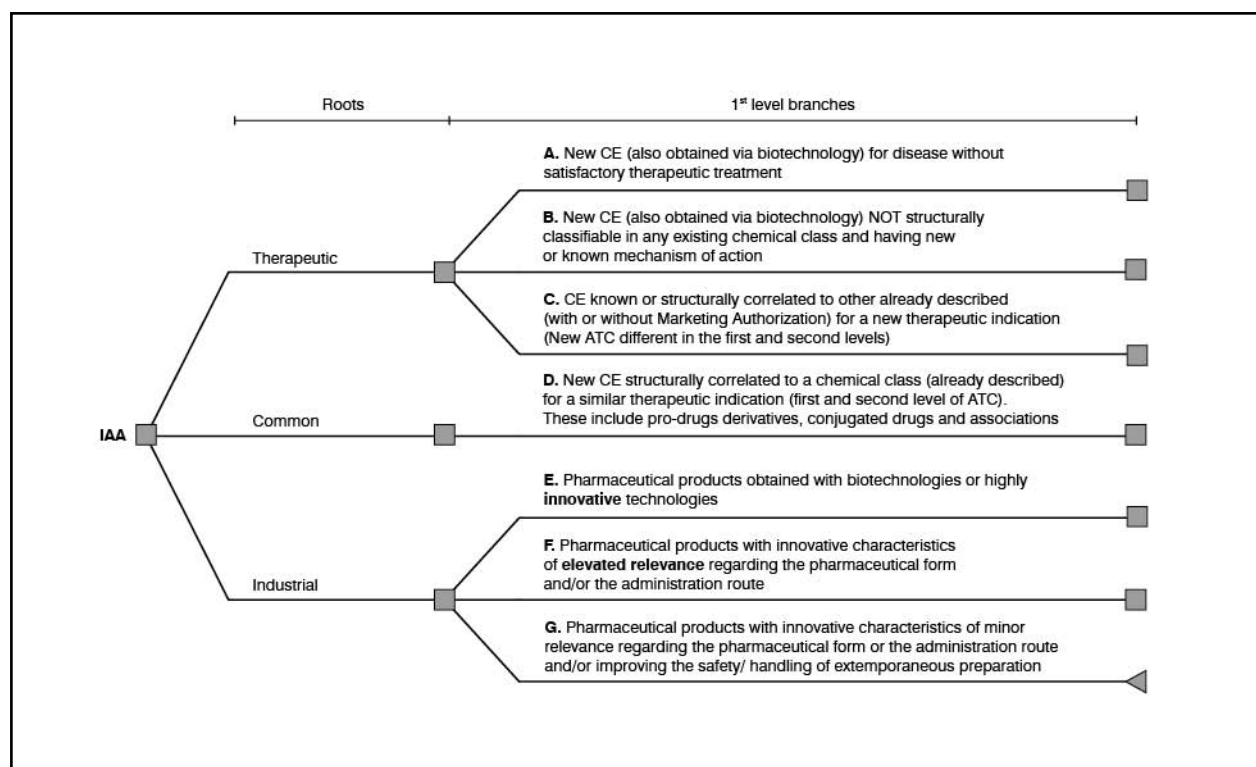 Roots
1st level branches
A. New CE (also obtained via biotechnology) for disease without
satisfactory therapeutic treatment
B. New CE (also obtained via biotechnology) NOT structurally
classifiable in any existing chemical class and having new
or known mechanism of action
Therapeutic
C. CE known or structurally correlated to other already described
(with or without Marketing Authorization) for a new therapeutic indication
(New ATC different in the first and second levels)
D. New CE structurally correlated to a chemical class (already described)
for a similar therapeutic indication (first and second level of ATC).
These include pro-drugs derivatives, conjugated drugs and associations
Common
IAA
E. Pharmaceutical products obtained with biotechnologies or highly
innovative technologies
F. Pharmaceutical products with innovative characteristics
of elevated relevance regarding the pharmaceutical form
and/or the administration route
Industrial
G. Pharmaceutical products with innovative characteristics of minor
relevance regarding the pharmaceutical form or the administration route
and/or improving the safety/ handling of extemporaneous preparation